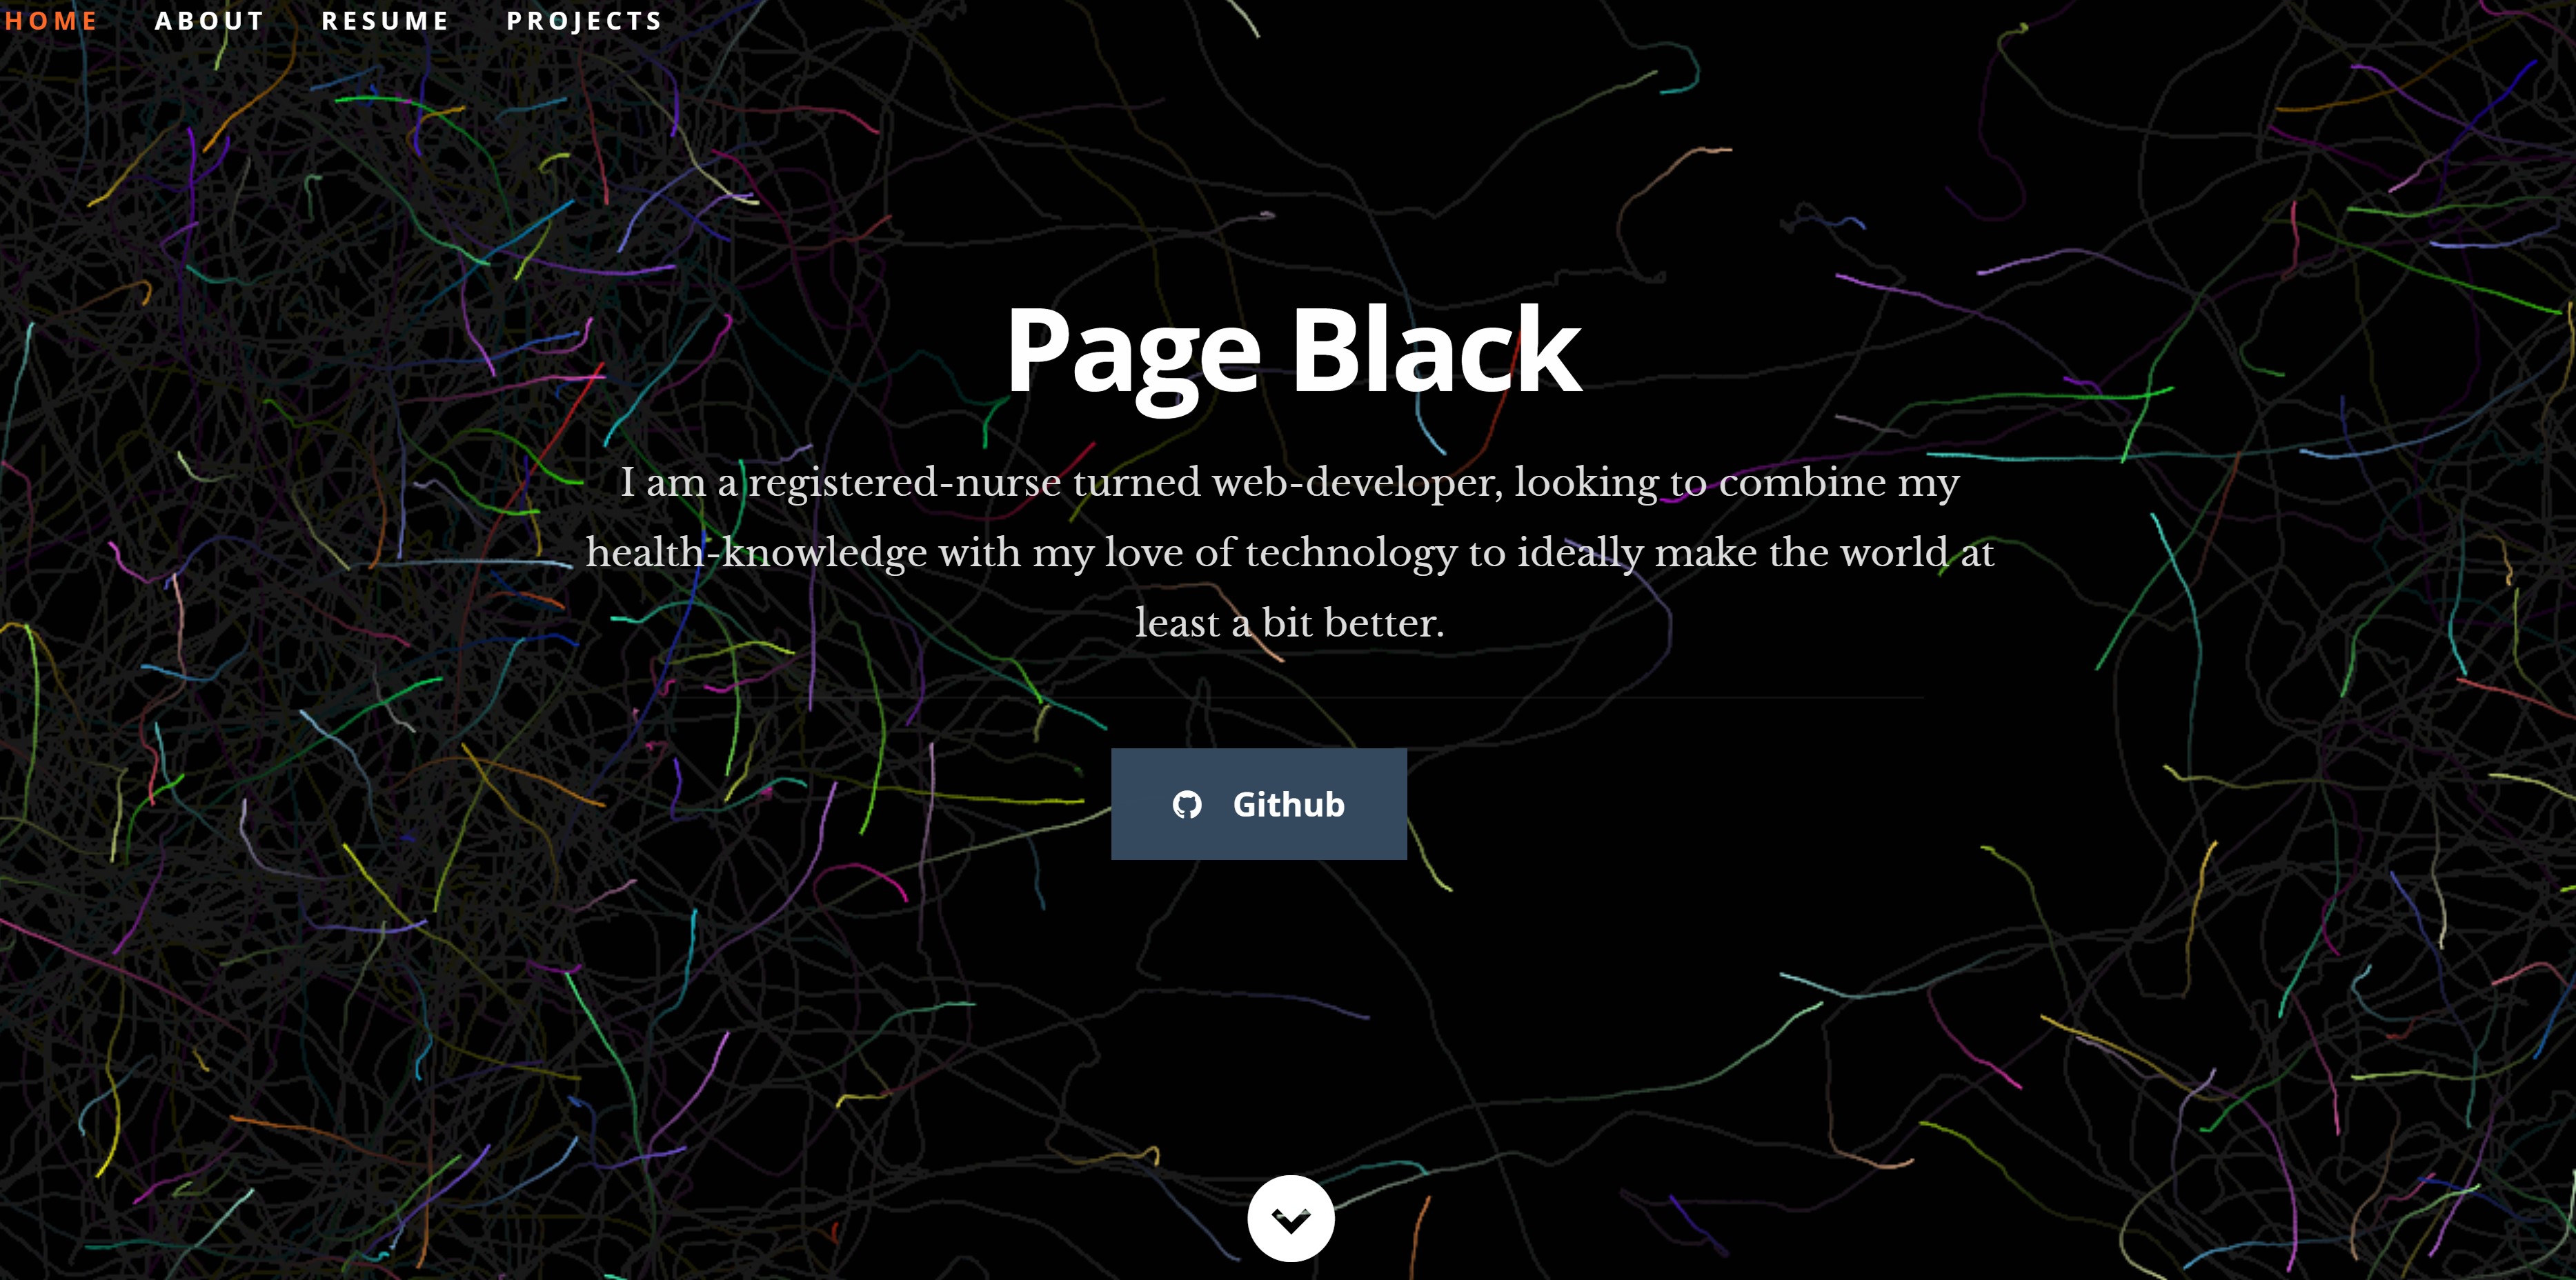 HOME ABOUT RESUME PROJECTS
Page Black
I am a registered-nurse turned web-developer, looking to combine my
health-knowledge with my love of technology to ideally make the world at
least a bit better.
Github